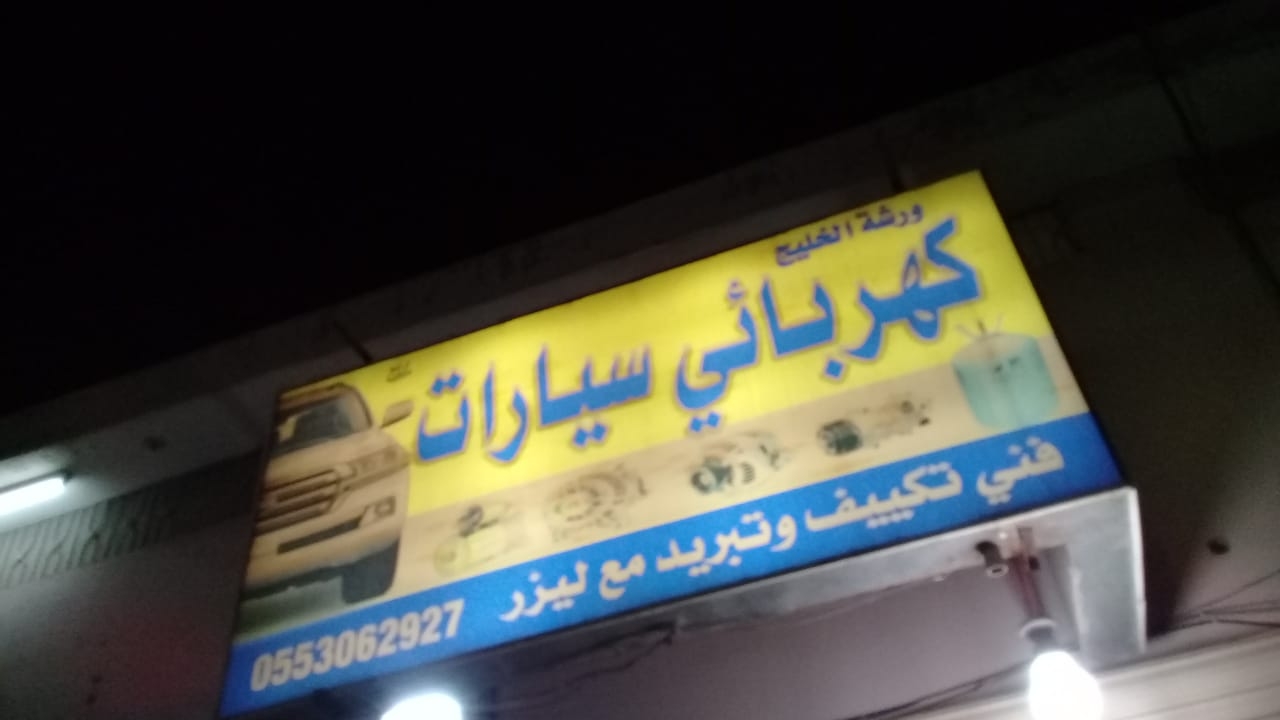 ورشة الخليج
كهربائي سيارات
فني تكييف وتبريد مع ليزر
0553062927